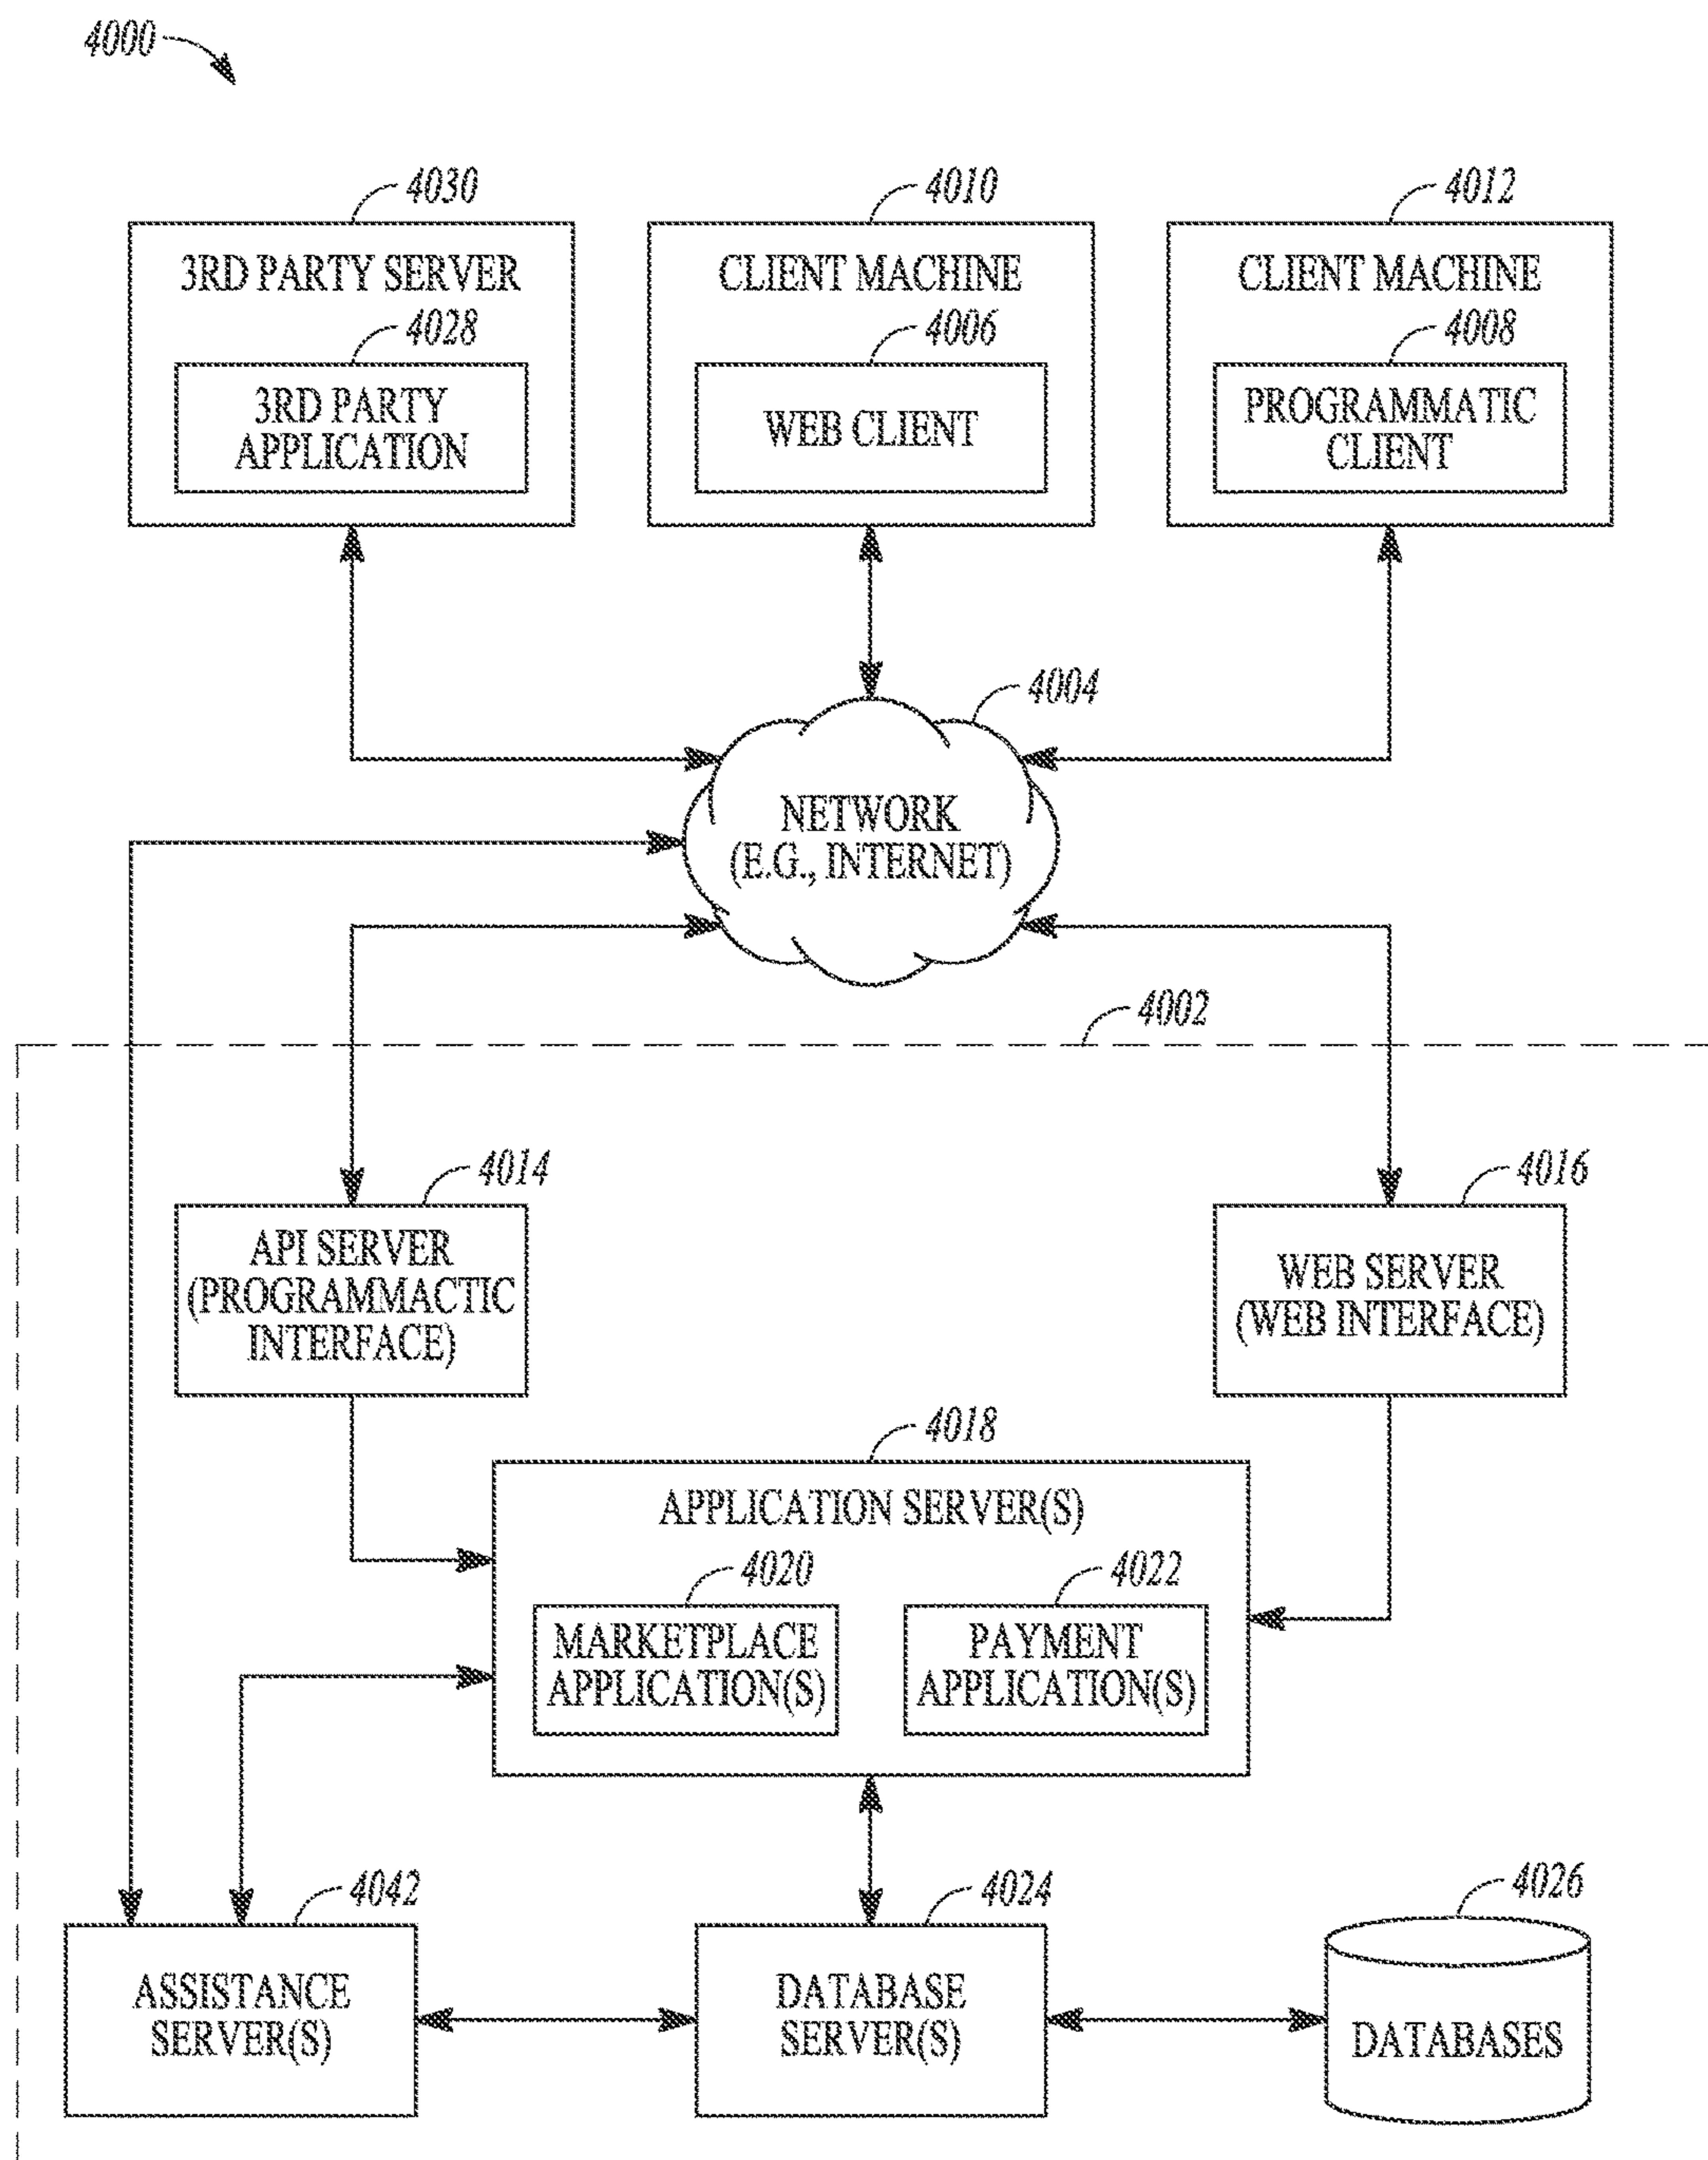 4000
4030
3RD PARTY SERVER
4028
3RD PARTY
APPLICATION
4010
CLIENT MACHINE
4006
WEB CLIENT
4012
CLIENT MACHINE
4008
PROGRAMMATIC
CLIENT
4004
NETWORK
(E.G., INTERNET)
4002
4014
API SERVER
(PROGRAMMACTIC
INTERFACE)
4016
WEB SERVER
(WEB INTERFACE)
4018
APPLICATION SERVER(S)
4020
MARKETPLACE
APPLICATION(S)
4022
PAYMENT
APPLICATION(S)
4042
ASSISTANCE
SERVER(S)
4024
DATABASE
SERVER(S)
4026
DATABASES